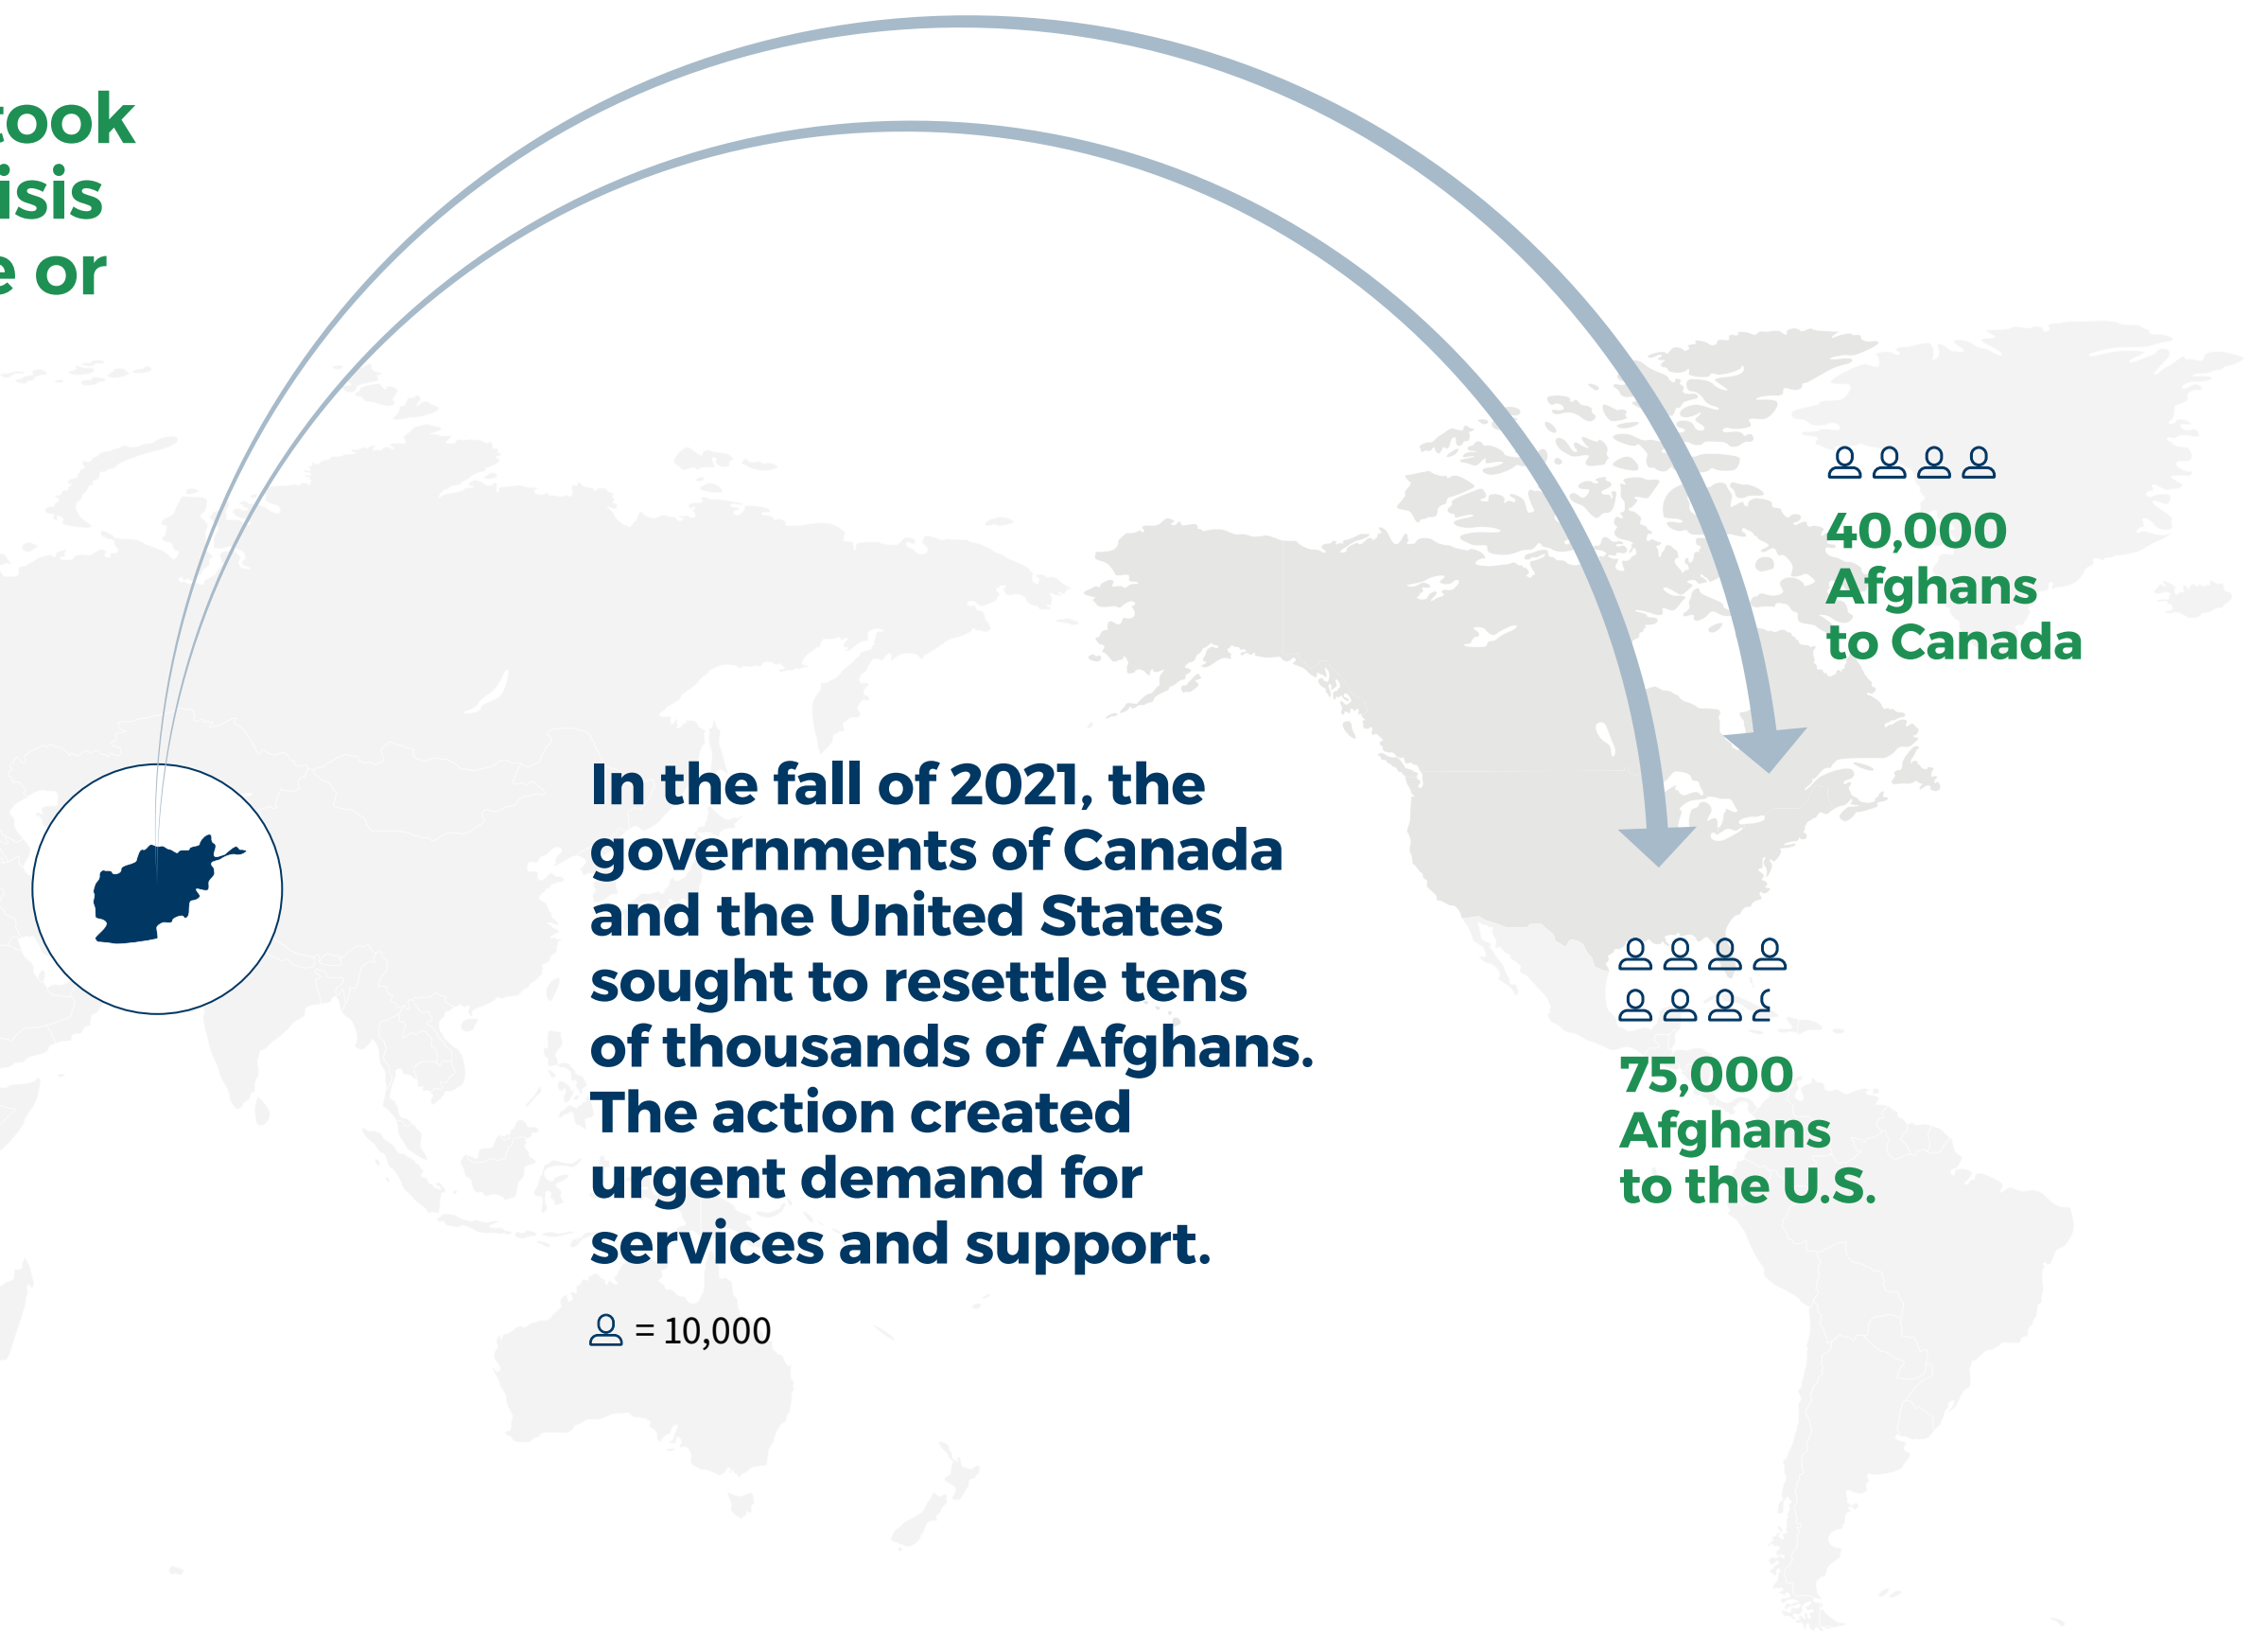 took
isis
e or
40,000
Afghans
to Canada
In the fall of 2021, the
governments of Canada
and the United States
sought to resettle tens
of thousands of Afghans.
The action created
urgent demand for
services and support.
= 10,000
75,000
Afghans
to the U.S.